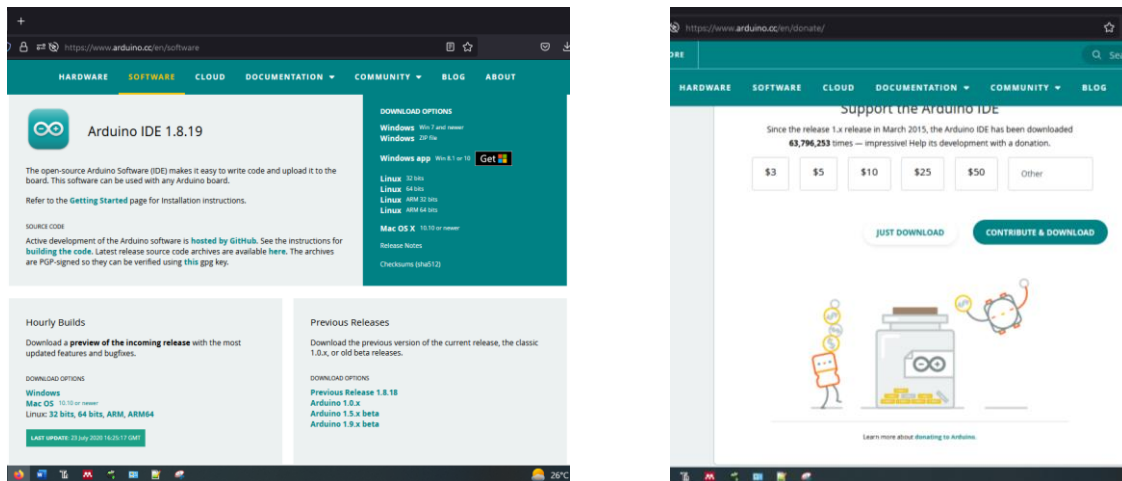 +
https://www.arduino.cc/en/software
HARDWARE SOFTWARE CLOUD DOCUMENTATION COMMUNITY BLOG ABOUT
Arduino IDE 1.8.19
The open-source Arduino Software (IDE) makes it easy to write code and upload it to the
board. This software can be used with any Arduino board.
Refer to the Getting Started page for Installation instructions.
SOURCE CODE
Active development of the Arduino software is hosted by GitHub. See the instructions for
building the code. Latest release source code archives are available here. The archives
are PGP-signed so they can be verified using this gpg key.
DOWNLOAD OPTIONS
Windows Win 7 and newer
Windows ZIP file
Windows app Win 8.1 or 10 Get
Linux 32 bits
Linux 64 bits
Linux ARM 32 bits
Linux ARM 64 bits
Mac OS X 10.10 or newer
Release Notes
Checksums (sha512)
Hourly Builds
Download a preview of the incoming release with the most
updated features and bugfixes.
DOWNLOAD OPTIONS
Windows
Mac OS 10.10 or newer
Linux: 32 bits, 64 bits, ARM, ARM64
LAST UPDATE: 23 July 2020 16:25:17 GMT
Previous Releases
Download the previous version of the current release, the classic
1.0.x, or old beta releases.
DOWNLOAD OPTIONS
Previous Release 1.8.18
Arduino 1.0.x
Arduino 1.5.x beta
Arduino 1.9.x beta
26°C
https://www.arduino.cc/en/donate/
ORE Sea
HARDWARE SOFTWARE CLOUD DOCUMENTATION COMMUNITY BLOG
Support the Arduino IDE
Since the release 1.x release in March 2015, the Arduino IDE has been downloaded
63,796,253 times — impressive! Help its development with a donation.
$3 $5 $10 $25 $50 Other
JUST DOWNLOAD CONTRIBUTE & DOWNLOAD
Learn more about donating to Arduino.